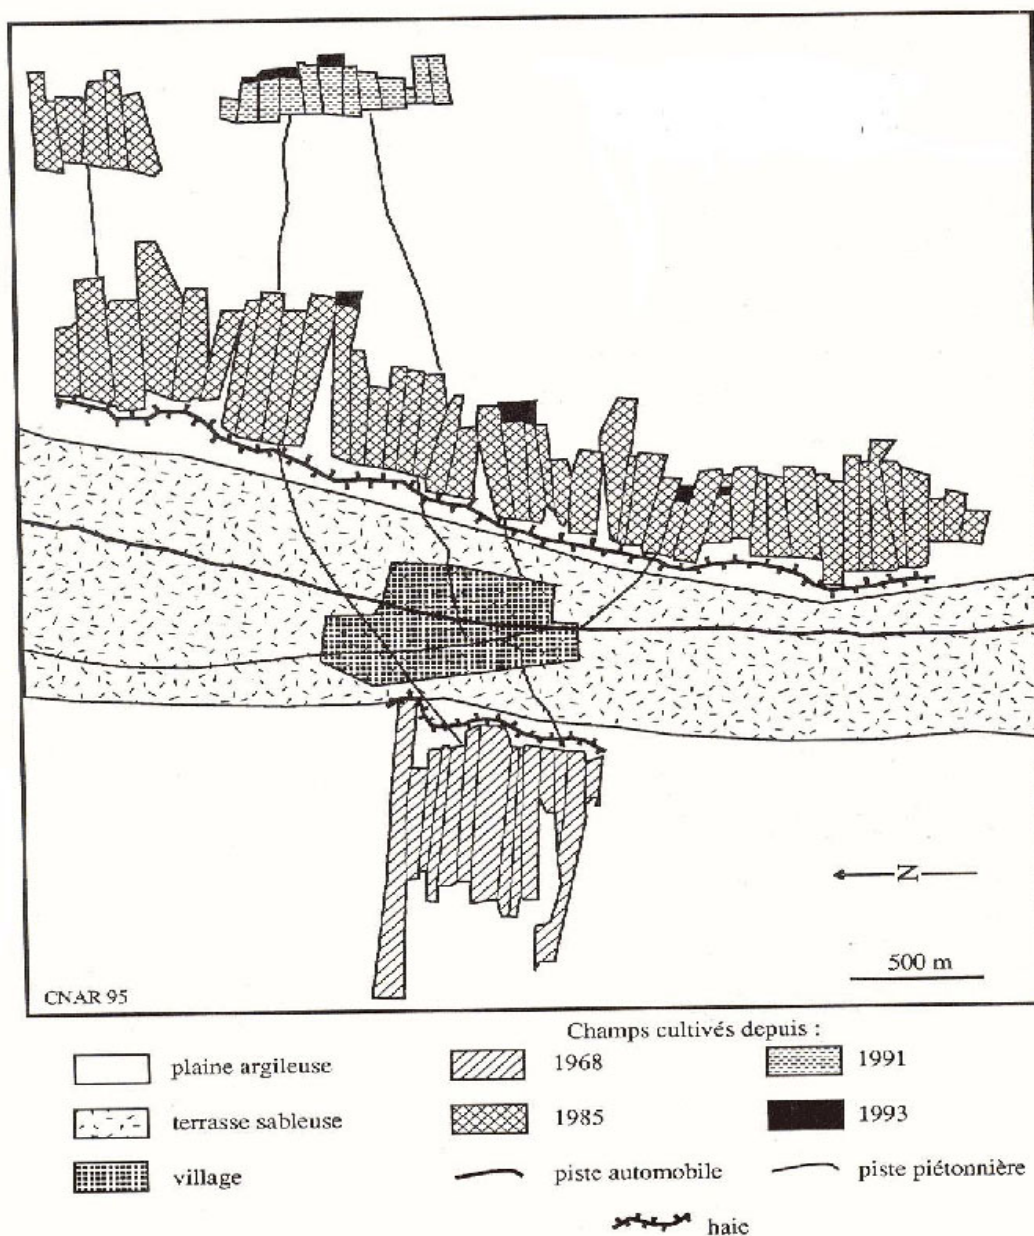 N
500 m
CNAR 95
Champs cultivés depuis :
plaine argileuse
1968
1991
terrasse sableuse
1985
1993
village
piste automobile
piste piétonnière
haie